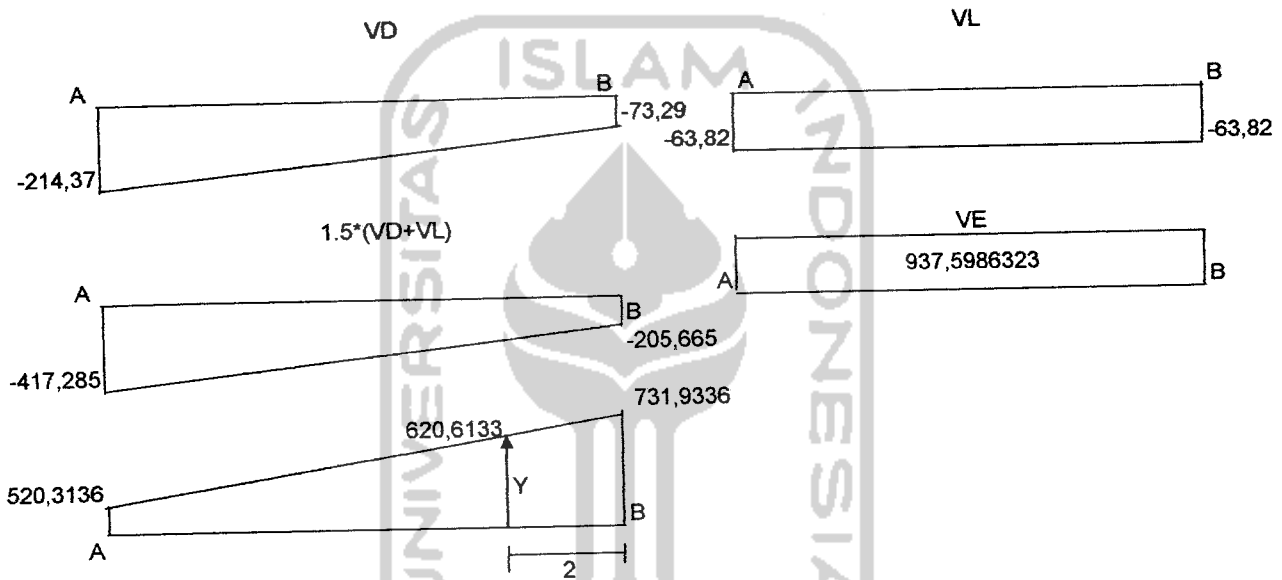 VD
VL
A
B
-73,29
-214,37
A
B
-63,82
-63,82
1.5*(VD+VL)
VE
937,5986323
A
B
A
B
-205,665
-417,285
731,9336
620,6133
520,3136
Y
A
B
2
UNIVERSITAS
ISLAM
INDONESIA